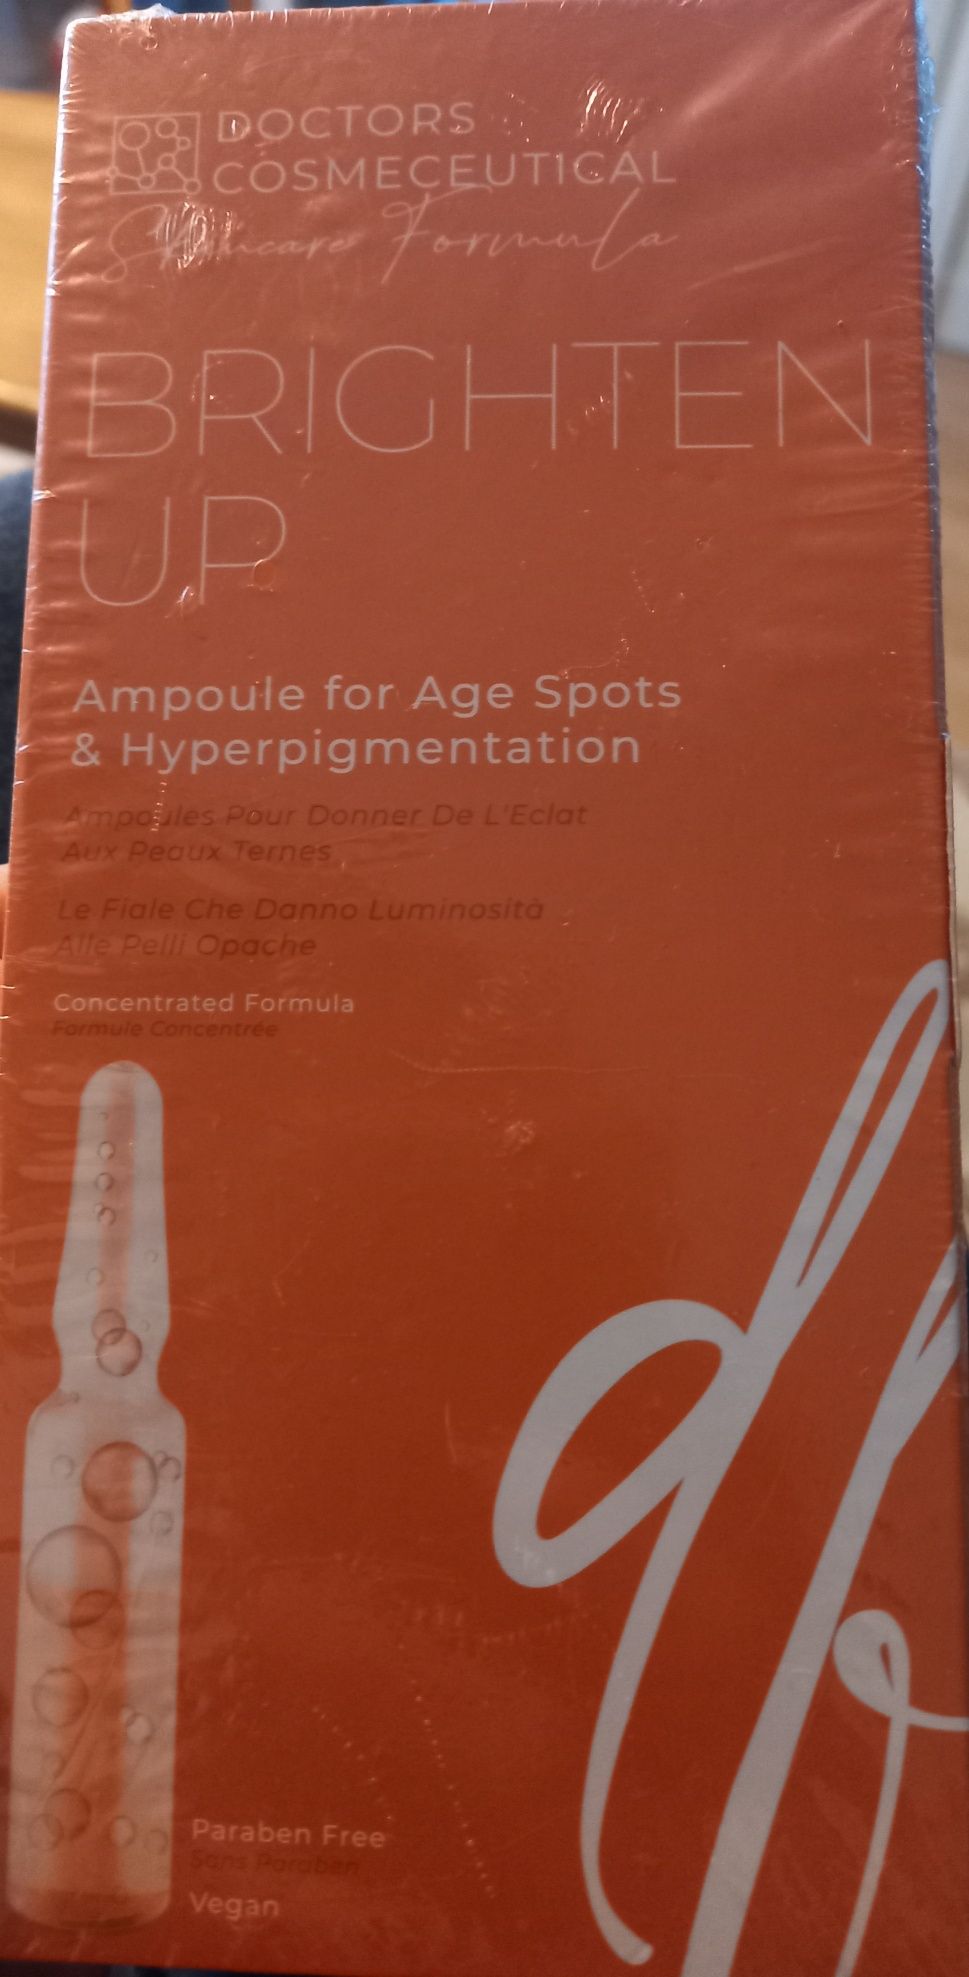 DOCTORS
COSMECEUTICAL
Skincare Formula
BRIGHTEN
UP
Ampoule for Age Spots
& Hyperpigmentation
Ampoules Pour Donner De L'Eclat
Aux Peaux Ternes
Le Fiale Che Danno Luminosità
Alle Pelli Opache
Concentrated Formula
Formule Concentrée
Paraben Free
Sans Paraben
Vegan